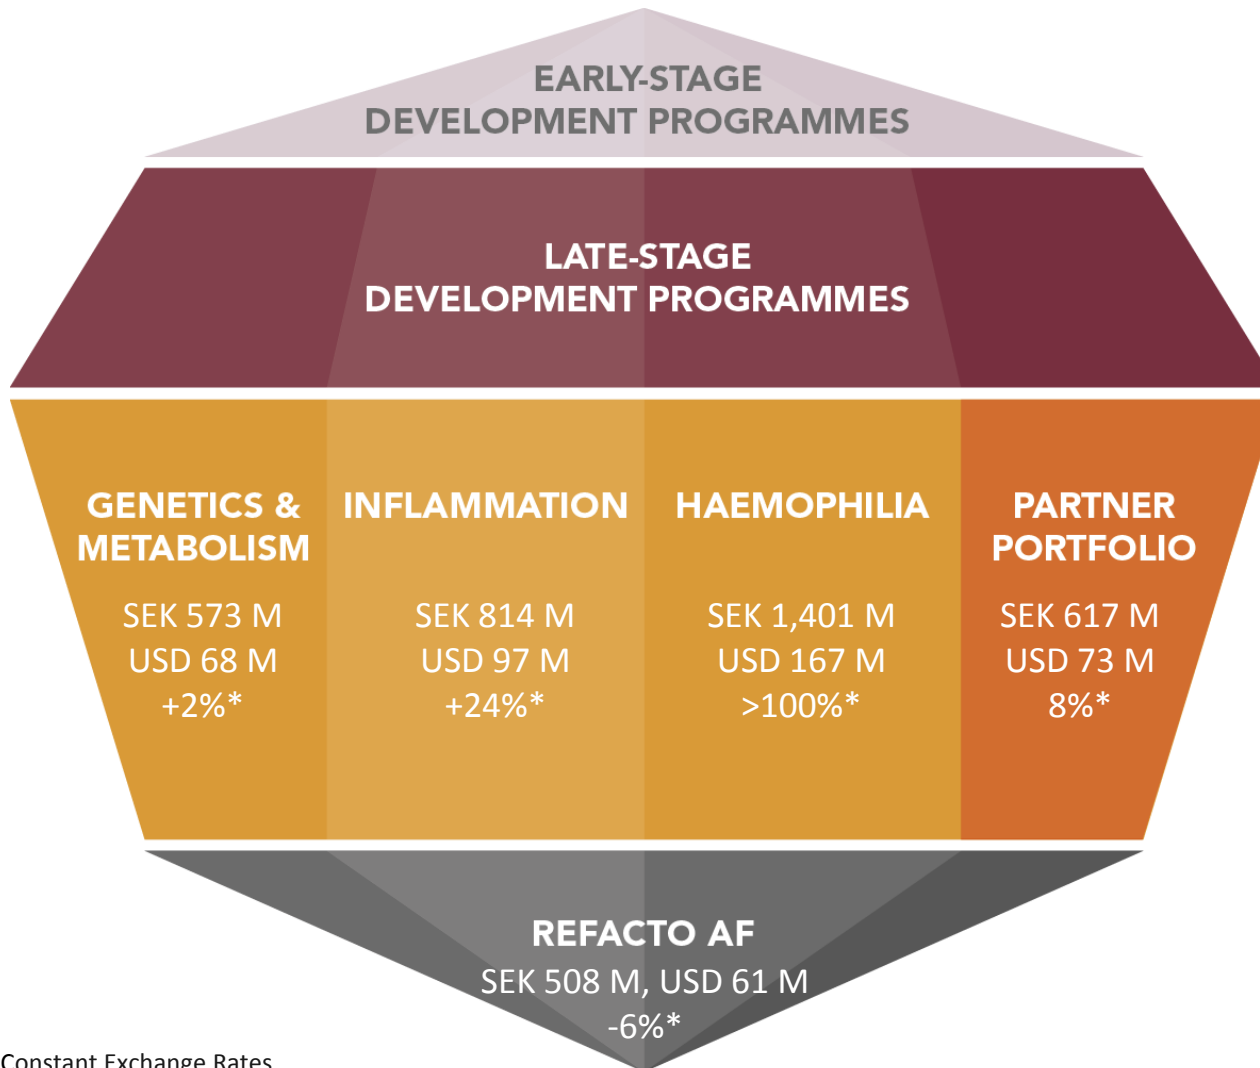 EARLY-STAGE
DEVELOPMENT PROGRAMMES
LATE-STAGE
DEVELOPMENT PROGRAMMES
GENETICS &
METABOLISM
SEK 573 M
USD 68 M
+2%*
INFLAMMATION
SEK 814 M
USD 97 M
+24%*
HAEMOPHILIA
SEK 1,401 M
USD 167 M
>100%*
PARTNER
PORTFOLIO
SEK 617 M
USD 73 M
8%*
REFACTO AF
SEK 508 M, USD 61 M
-6%*
Constant Exchange Rates